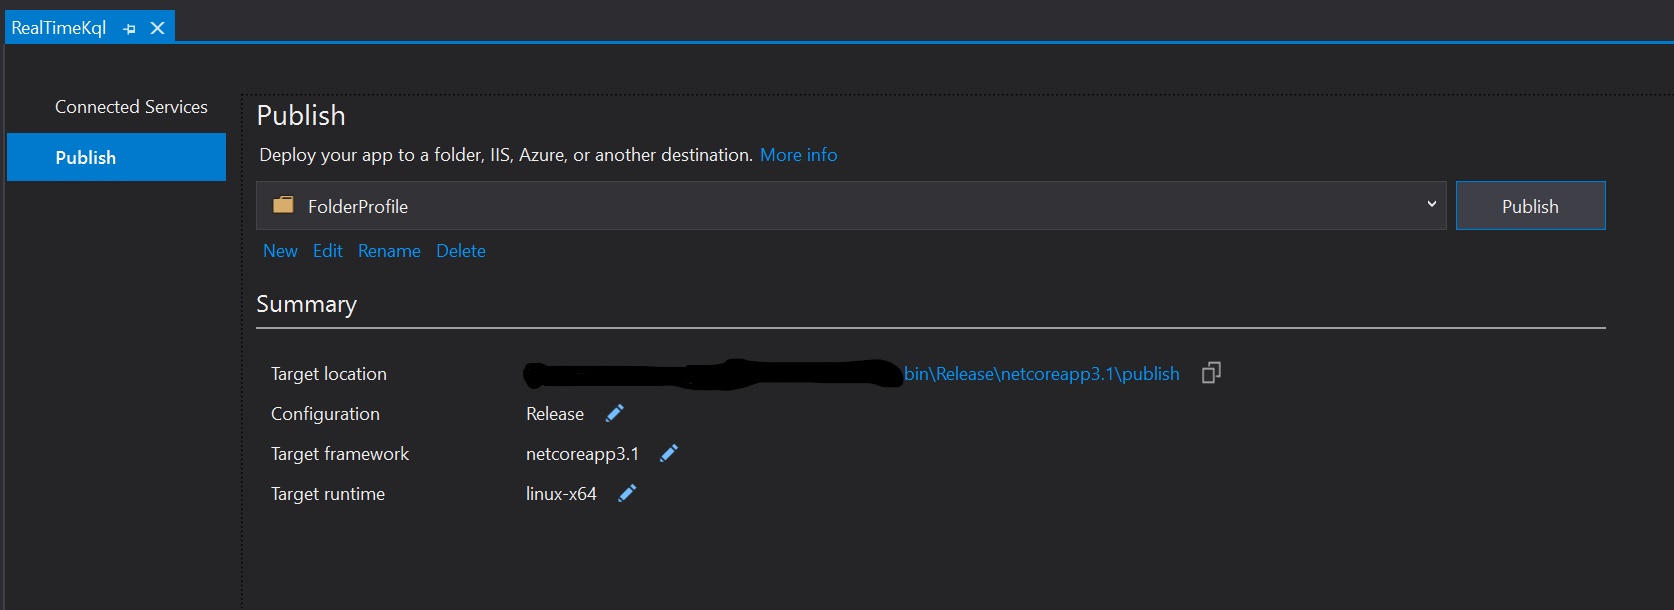 RealTimeKql
Connected Services
Publish
Publish
Deploy your app to a folder, IIS, Azure, or another destination. More info
FolderProfile
Publish
New Edit Rename Delete
Summary
Target location bin\Release\netcoreapp3.1\publish
Configuration Release
Target framework netcoreapp3.1
Target runtime linux-x64